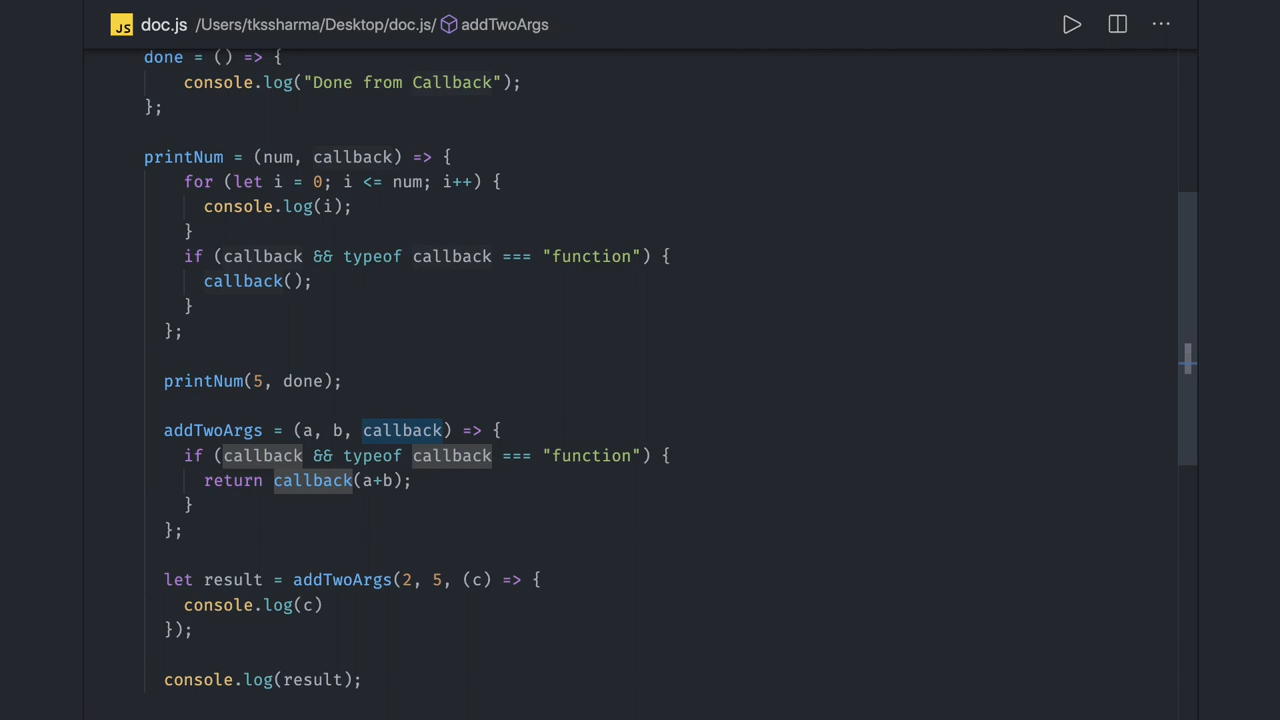 JS doc.js /Users/tkssharma/Desktop/doc.js/ addTwoArgs
done = () => {
console.log("Done from Callback");
};
printNum = (num, callback) => {
for (let i = 0; i <= num; i++) {
console.log(i);
}
if (callback && typeof callback === "function") {
callback();
}
};
printNum(5, done);
addTwoArgs = (a, b, callback) => {
if (callback && typeof callback === "function") {
return callback(a+b);
}
};
let result = addTwoArgs(2, 5, (c) => {
console.log(c)
});
console.log(result);